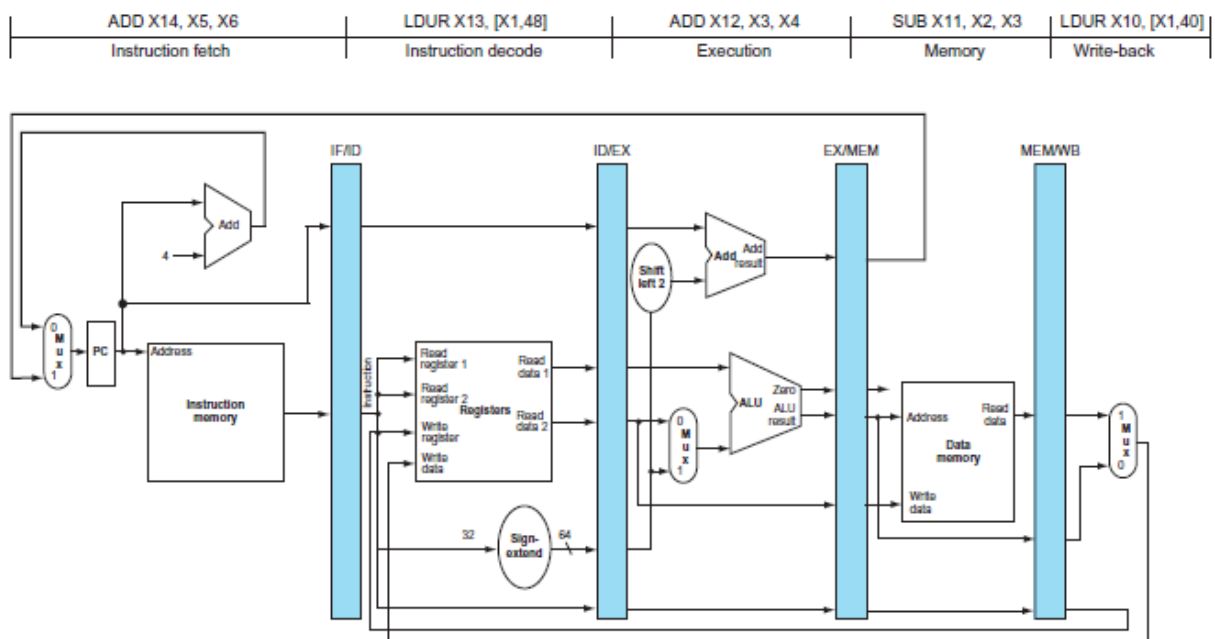 ADD X14, X5, X6
LDUR X13, [X1,48]
ADD X12, X3, X4
SUB X11, X2, X3
LDUR X10, [X1,40]
Instruction fetch
Instruction decode
Execution
Memory
Write-back
IF/ID
ID/EX
EX/MEM
MEM/WB
Add
4
Shift
left 2
Add
Add
result
0
M
u
x
1
PC
Address
Instruction
memory
Instruction
Read
register 1
Read
register 2
Write
register
Write
data
Registers
Read
data 1
Read
data 2
0
M
u
x
1
ALU
Zero
ALU
result
Address
Write
data
Data
memory
Read
data
1
M
u
x
0
32
Sign-
extend
64